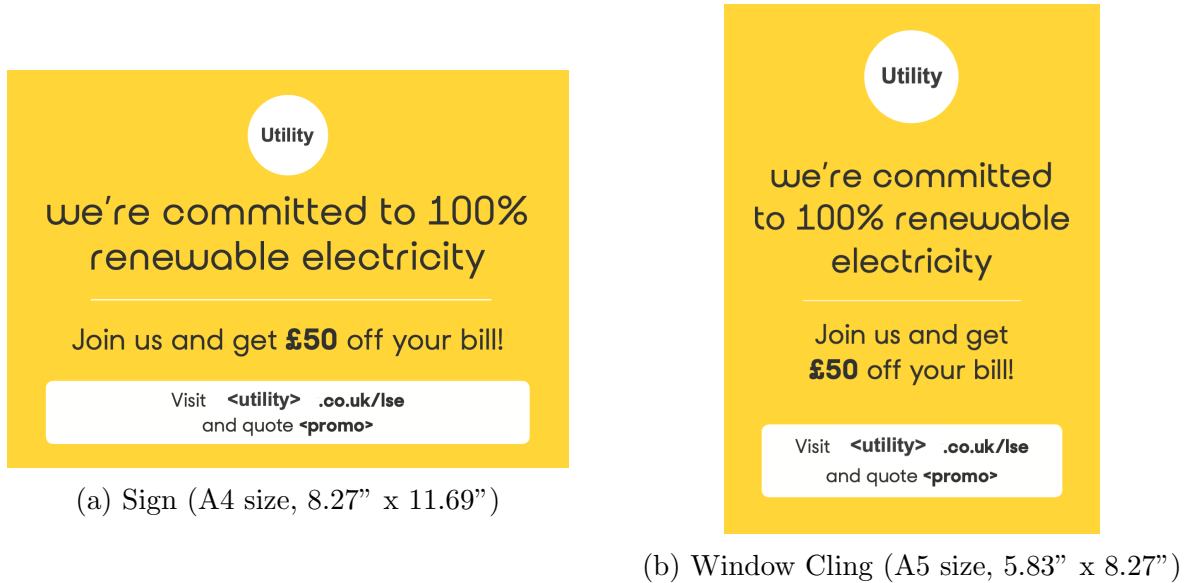 Utility
we're committed to 100%
renewable electricity
Join us and get £50 off your bill!
Visit <utility> .co.uk/lse
and quote <promo>
(a) Sign (A4 size, 8.27” x 11.69”)
Utility
we're committed
to 100% renewable
electricity
Join us and get
£50 off your bill!
Visit <utility> .co.uk/lse
and quote <promo>
(b) Window Cling (A5 size, 5.83” x 8.27”)